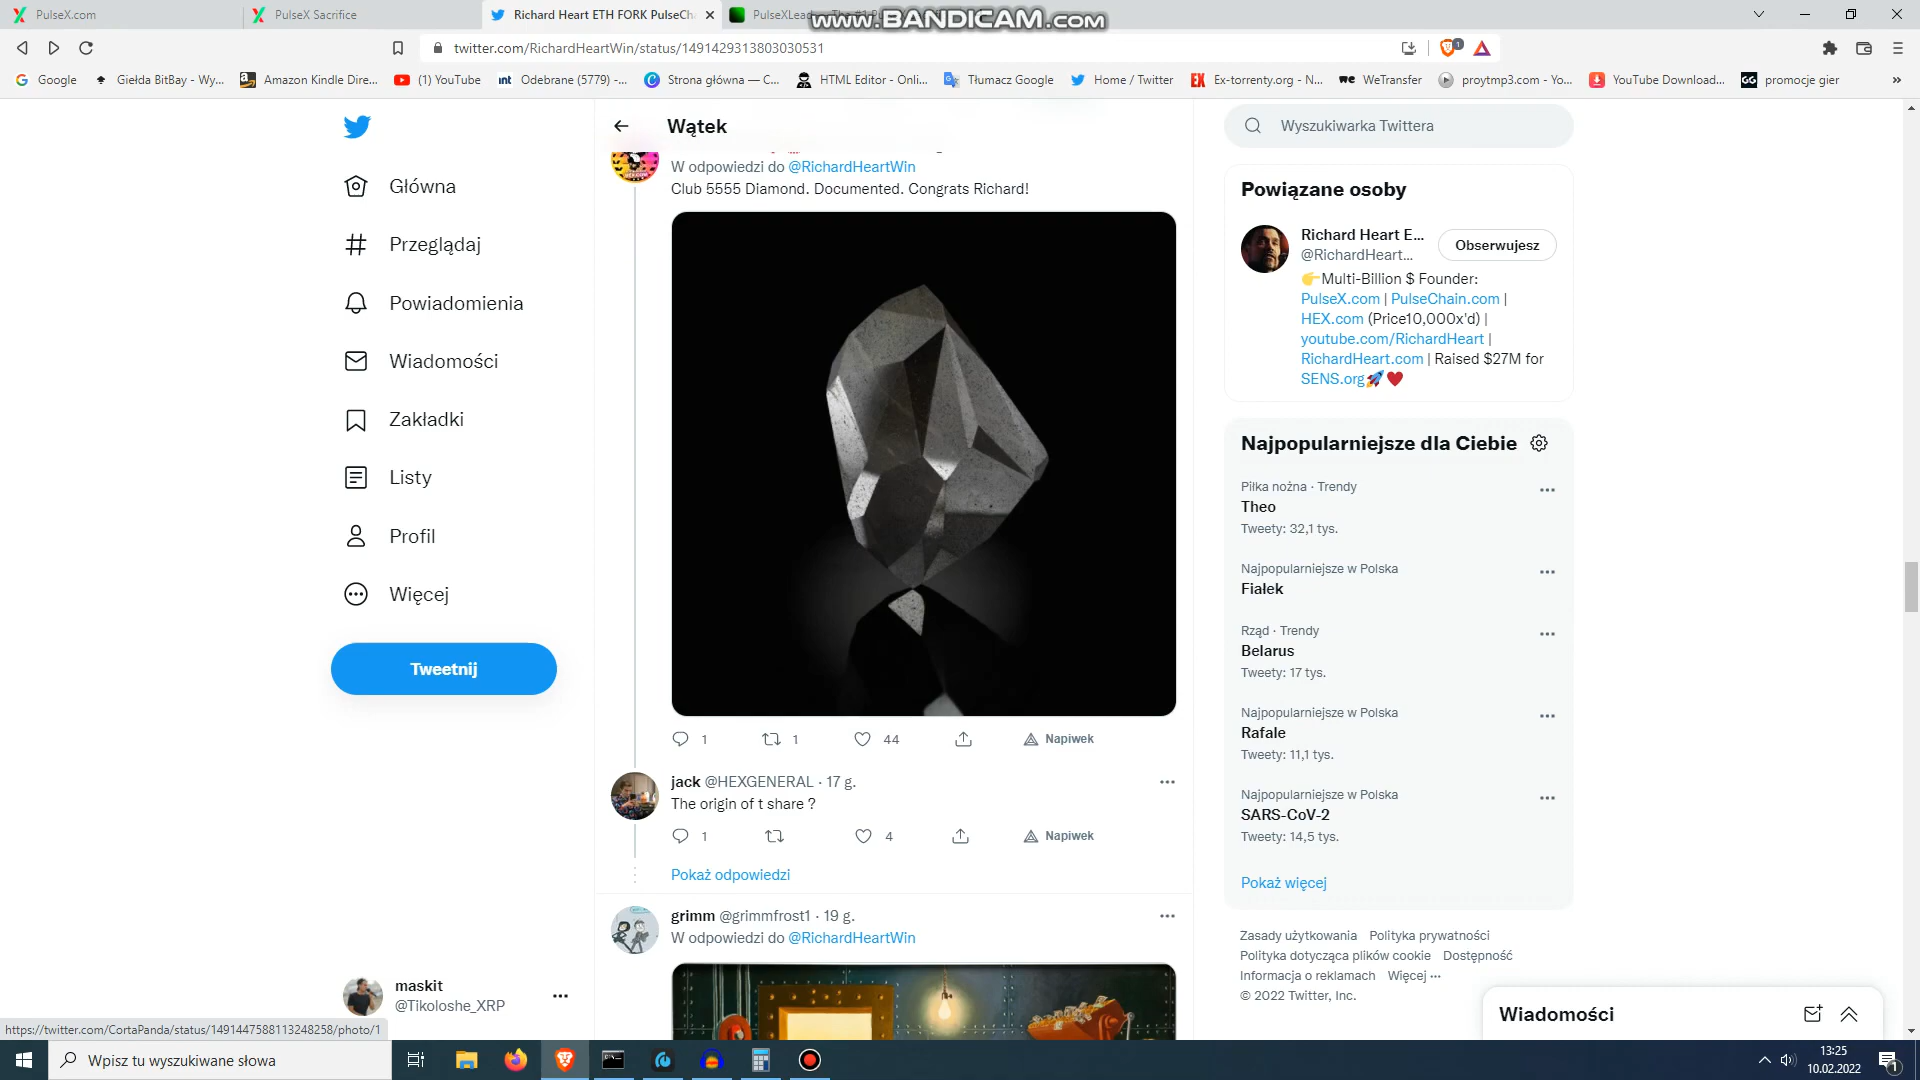 PulseX.com
PulseX Sacrifice
Richard Heart ETH FORK PulseCh
PulseXLead
WWW.BANDICAM.COM
twitter.com/RichardHeartWin/status/1491429313803030531
1
Google
Giełda BitBay - Wy...
Amazon Kindle Dire...
(1) YouTube
Odebrane (5779) -...
Strona główna — C...
HTML Editor - Onli...
Tłumacz Google
Home / Twitter
Ex-torrenty.org - N...
WeTransfer
proytmp3.com - Yo...
YouTube Download...
promocje gier
»
Główna
Przeglądaj
Powiadomienia
Wiadomości
Zakładki
Listy
Profil
Więcej
Tweetnij
maskit
@Tikoloshe_XRP
https://twitter.com/CortaPanda/status/1491447588113248258/photo/1
Wątek
W odpowiedzi do @RichardHeartWin
Club 5555 Diamond. Documented. Congrats Richard!
1
1
44
Napiwek
jack @HEXGENERAL · 17 g.
The origin of t share ?
1
4
Napiwek
Pokaż odpowiedzi
grimm @grimmfrost1 · 19 g.
W odpowiedzi do @RichardHeartWin
Wyszukiwarka Twittera
Powiązane osoby
Richard Heart E...
@RichardHeart...
Obserwujesz
👉Multi-Billion $ Founder:
PulseX.com | PulseChain.com |
HEX.com (Price10,000x'd) |
youtube.com/RichardHeart |
RichardHeart.com | Raised $27M for
SENS.org🚀❤️
Najpopularniejsze dla Ciebie
Piłka nożna · Trendy
Theo
Tweety: 32,1 tys.
Najpopularniejsze w Polska
Fiałek
Rząd · Trendy
Belarus
Tweety: 17 tys.
Najpopularniejsze w Polska
Rafale
Tweety: 11,1 tys.
Najpopularniejsze w Polska
SARS-CoV-2
Tweety: 14,5 tys.
Pokaż więcej
Zasady użytkowania Polityka prywatności
Polityka dotycząca plików cookie Dostępność
Informacja o reklamach Więcej ···
© 2022 Twitter, Inc.
Wiadomości
Wpisz tu wyszukiwane słowa
13:25
10.02.2022
1